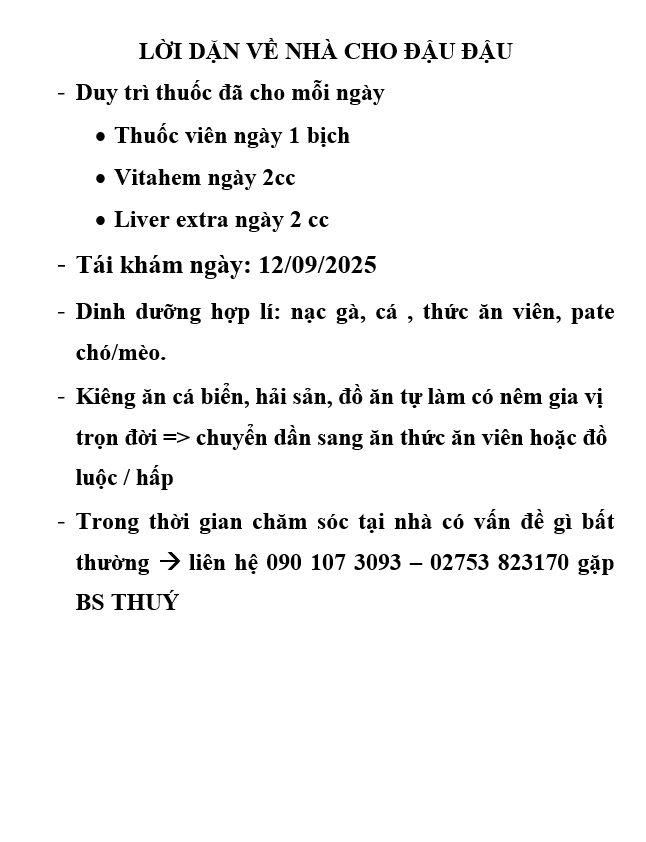 LỜI DẶN VỀ NHÀ CHO ĐẬU ĐẬU
- Duy trì thuốc đã cho mỗi ngày
• Thuốc viên ngày 1 bịch
• Vitahem ngày 2cc
• Liver extra ngày 2 cc
- Tái khám ngày: 12/09/2025
- Dinh dưỡng hợp lí: nạc gà, cá , thức ăn viên, pate
chó/mèo.
- Kiêng ăn cá biển, hải sản, đồ ăn tự làm có nêm gia vị
trọn đời => chuyển dần sang ăn thức ăn viên hoặc đồ
luộc / hấp
- Trong thời gian chăm sóc tại nhà có vấn đề gì bất
thường → liên hệ 090 107 3093 – 02753 823170 gặp
BS THUÝ